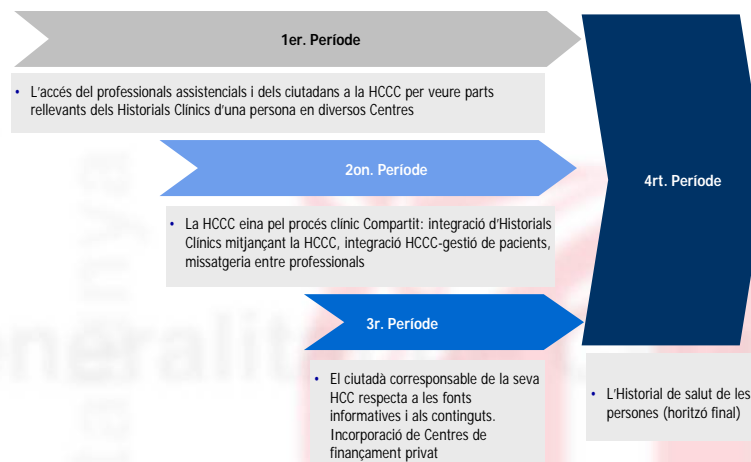 1er. Període
• L'accés del professionals assistencials i dels ciutadans a la HCCC per veure parts
rellevants dels Historials Clínics d'una persona en diversos Centres
2on. Període
• La HCCC eina pel procés clínic Compartit: integració d'Historials
Clínics mitjançant la HCCC, integració HCCC-gestió de pacients,
missatgeria entre professionals
3r. Període
• El ciutadà corresponsable de la seva
HCC respecta a les fonts
informatives i als continguts.
Incorporació de Centres de
finançament privat
4rt. Període
• L'Historial de salut de les
persones (horitzó final)